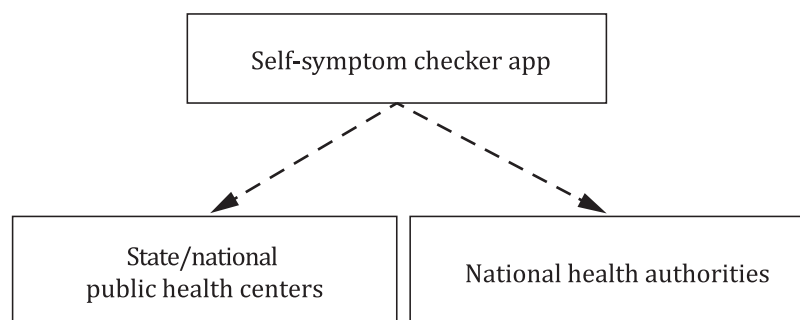 Self-symptom checker app
State/national
public health centers
National health authorities